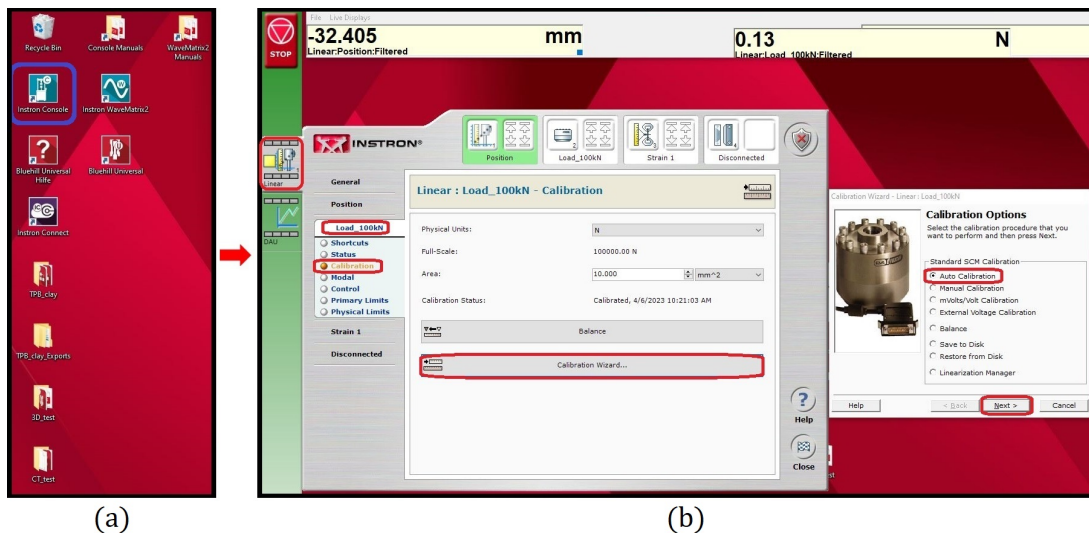 Recycle Bin
Console Manuals
WaveMatrix2
Manuals
Instron Console
Instron WaveMatrix2
Bluehill Universal
Hilfe
Bluehill Universal
Instron Connect
TPB_clay
TPB_clay_Exports
3D_test
CT_test
(a)
File Live Displays
STOP
-32.405 mm
Linear:Position:Filtered
0.13 N
Linear:Load_100kN:Filtered
Linear
DAU
INSTRON®
Position
Load_100kN
Strain 1
Disconnected
General
Position
Load_100kN
Shortcuts
Status
Calibration
Modal
Control
Primary Limits
Physical Limits
Strain 1
Disconnected
Linear : Load_100kN - Calibration
Physical Units: N
Full-Scale: 100000.00 N
Area: 10.000 mm^2
Calibration Status: Calibrated, 4/6/2023 10:21:03 AM
Balance
Calibration Wizard...
Help
Close
Calibration Wizard - Linear : Load_100kN
Calibration Options
Select the calibration procedure that you
want to perform and then press Next.
Standard SCM Calibration
Auto Calibration
Manual Calibration
mVolts/Volt Calibration
External Voltage Calibration
Balance
Save to Disk
Restore from Disk
Linearization Manager
Help
< Back
Next >
Cancel
(b)